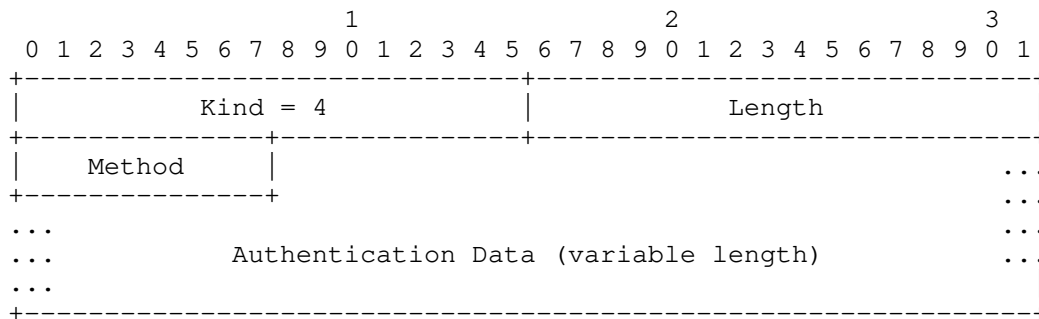 1                   2                   3
 0 1 2 3 4 5 6 7 8 9 0 1 2 3 4 5 6 7 8 9 0 1 2 3 4 5 6 7 8 9 0 1
+-------------------------------+-------------------------------
|           Kind = 4            |            Length
+---------------+---------------+-------------------------------
|    Method     |                                             ...
+---------------+                                             ...
...                                                           ...
...           Authentication Data (variable length)           ...
...
+---------------------------------------------------------------